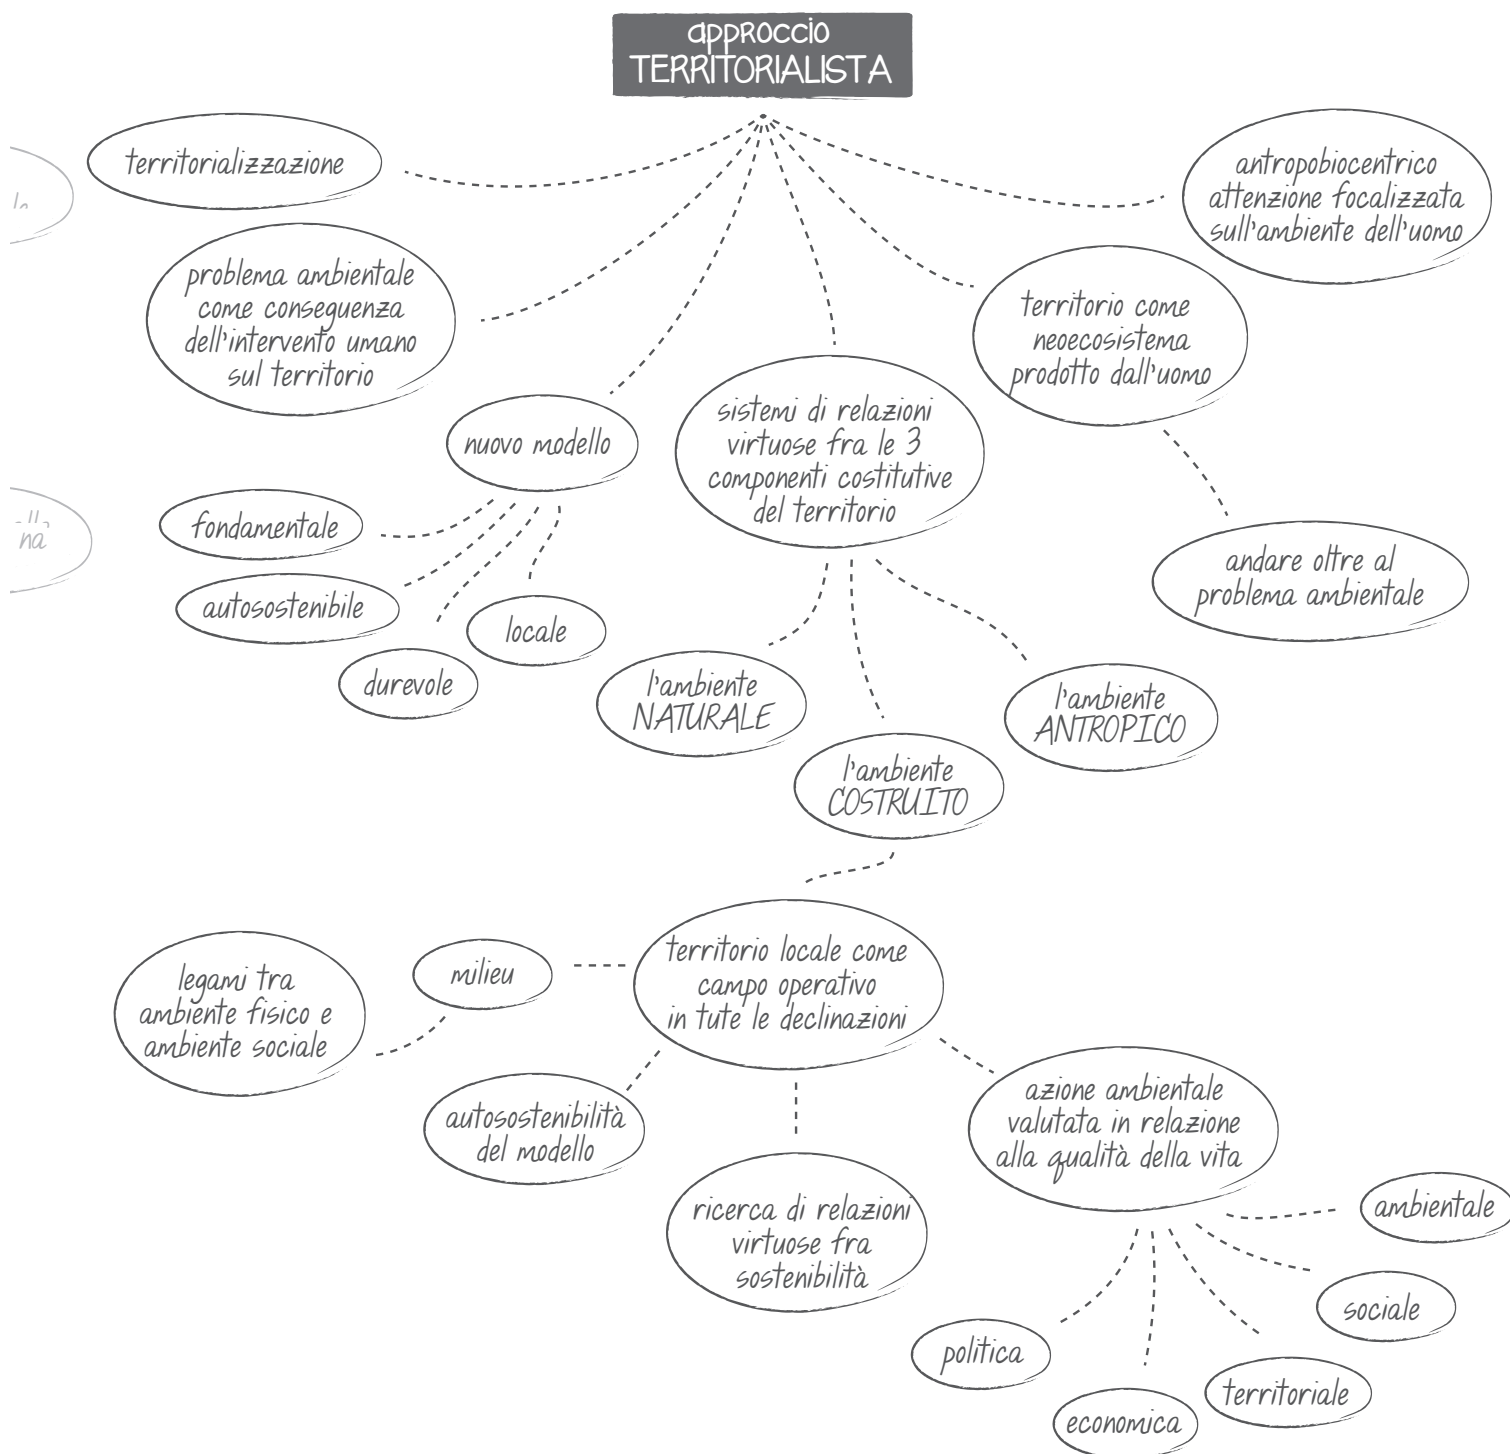 approccio
TERRITORIALISTA
territorializzazione
antropobiocentrico
attenzione focalizzata
sull'ambiente dell'uomo
problema ambientale
come conseguenza
dell'intervento umano
sul territorio
territorio come
neoecosistema
prodotto dall'uomo
nuovo modello
sistemi di relazioni
virtuose fra le 3
componenti costitutive
del territorio
fondamentale
autosostenibile
durevole
locale
andare oltre al
problema ambientale
na
l'ambiente
NATURALE
l'ambiente
COSTRUITO
l'ambiente
ANTROPICO
territorio locale come
campo operativo
in tute le declinazioni
milieu
legami tra
ambiente fisico e
ambiente sociale
autosostenibilità
del modello
ricerca di relazioni
virtuose fra
sostenibilità
azione ambientale
valutata in relazione
alla qualità della vita
ambientale
sociale
politica
territoriale
economica